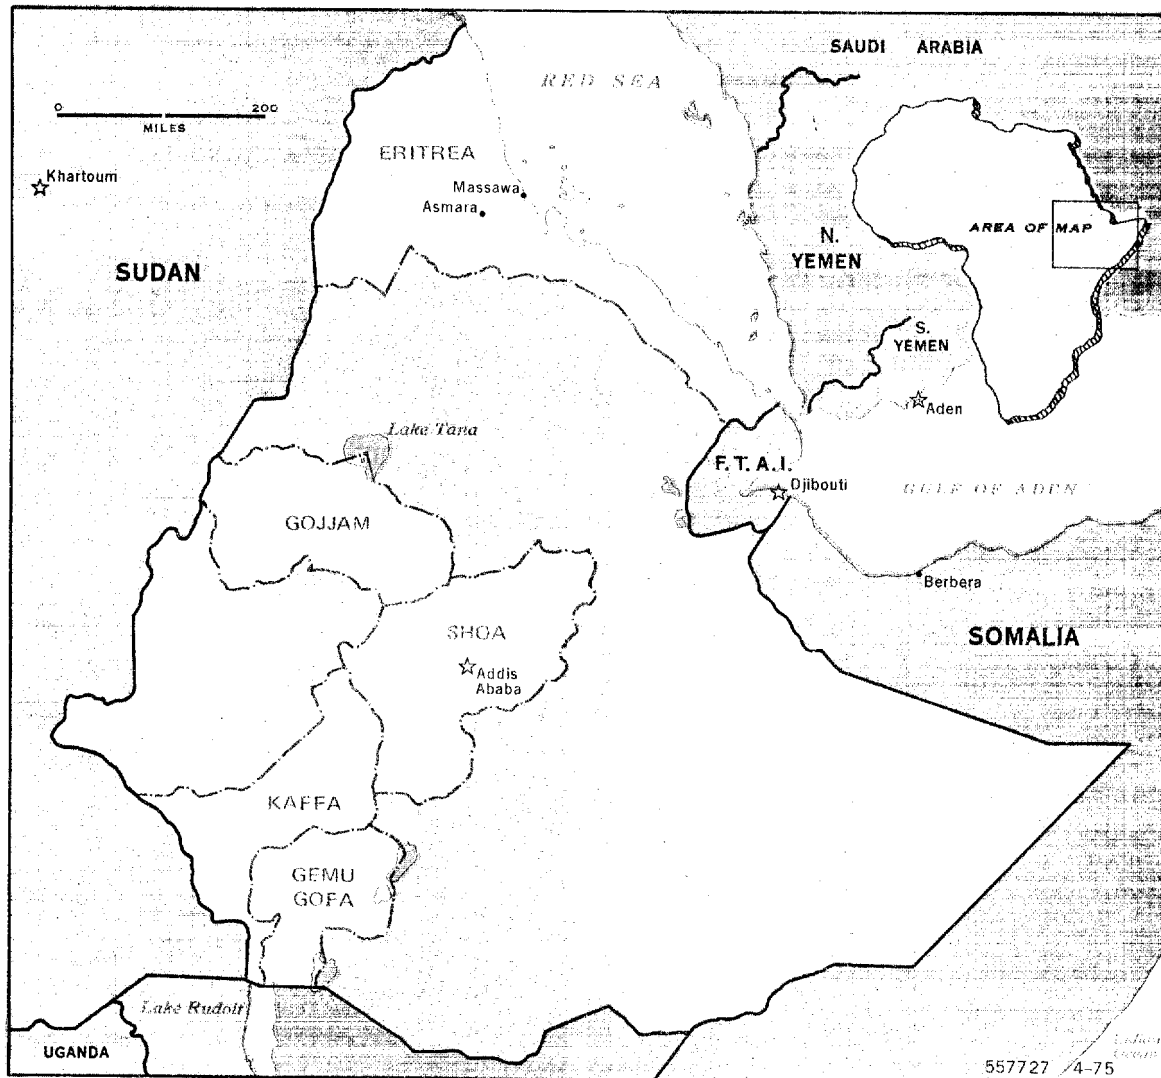 SAUDI ARABIA
RED SEA
0 200
MILES
ERITREA
Khartoum
Massawa
Asmara
AREA OF MAP
N.
YEMEN
SUDAN
S.
YEMEN
Aden
Lake Tana
F.T.A.I.
Djibouti
GULF OF ADEN
GOJJAM
Berbera
SHOA
SOMALIA
Addis
Ababa
KAFFA
GEMU
GOFA
Lake Rudolf
UGANDA
557727 4-75